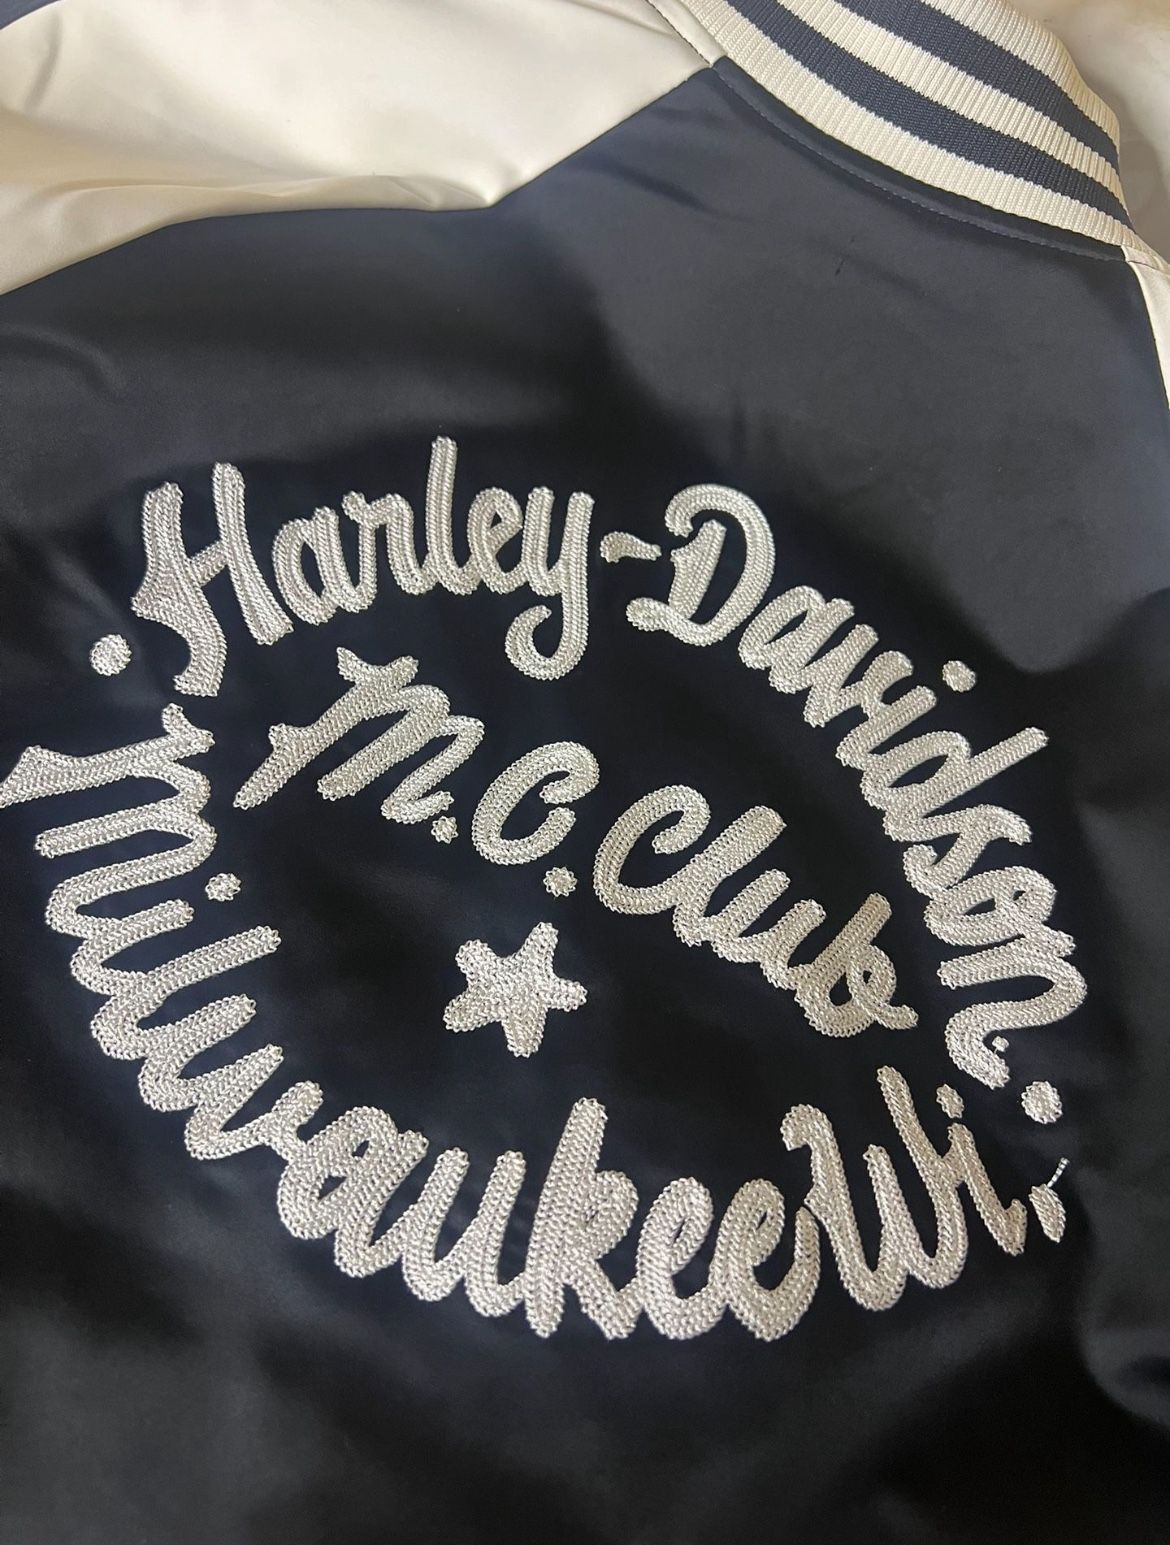 Harley-Davidson
M.C. Club
Milwaukee Wi.